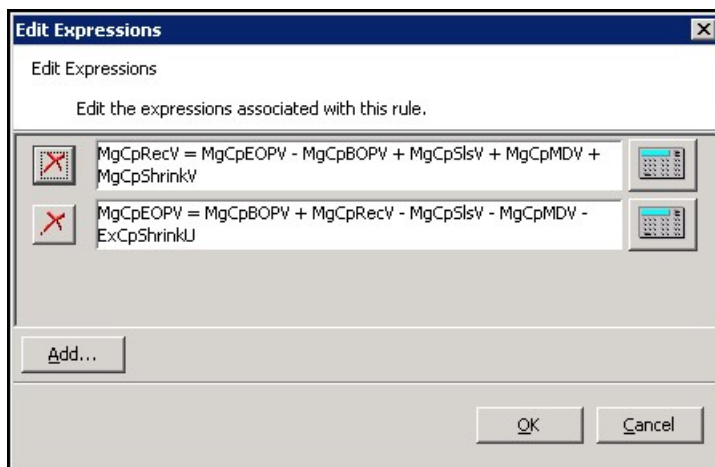 Edit Expressions
Edit Expressions
Edit the expressions associated with this rule.
MgCpRecV = MgCpEOPV - MgCpBOPV + MgCpSlsV + MgCpMDV +
MgCpShrinkV
MgCpEOPV = MgCpBOPV + MgCpRecV - MgCpSlsV - MgCpMDV -
ExCpShrinkU
Add...
OK Cancel